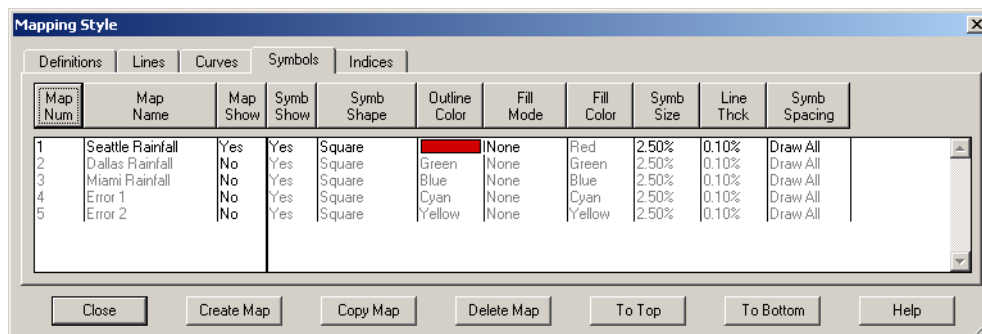 Mapping Style
Definitions Lines Curves Symbols Indices
Map Num Map Name Map Show Symb Show Symb Shape Outline Color Fill Mode Fill Color Symb Size Line Thck Symb Spacing
1 Seattle Rainfall Yes Yes Square None Red 2.50% 0.10% Draw All
2 Dallas Rainfall No Yes Square Green None Green 2.50% 0.10% Draw All
3 Miami Rainfall No Yes Square Blue None Blue 2.50% 0.10% Draw All
4 Error 1 No Yes Square Cyan None Cyan 2.50% 0.10% Draw All
5 Error 2 No Yes Square Yellow None Yellow 2.50% 0.10% Draw All
Close Create Map Copy Map Delete Map To Top To Bottom Help